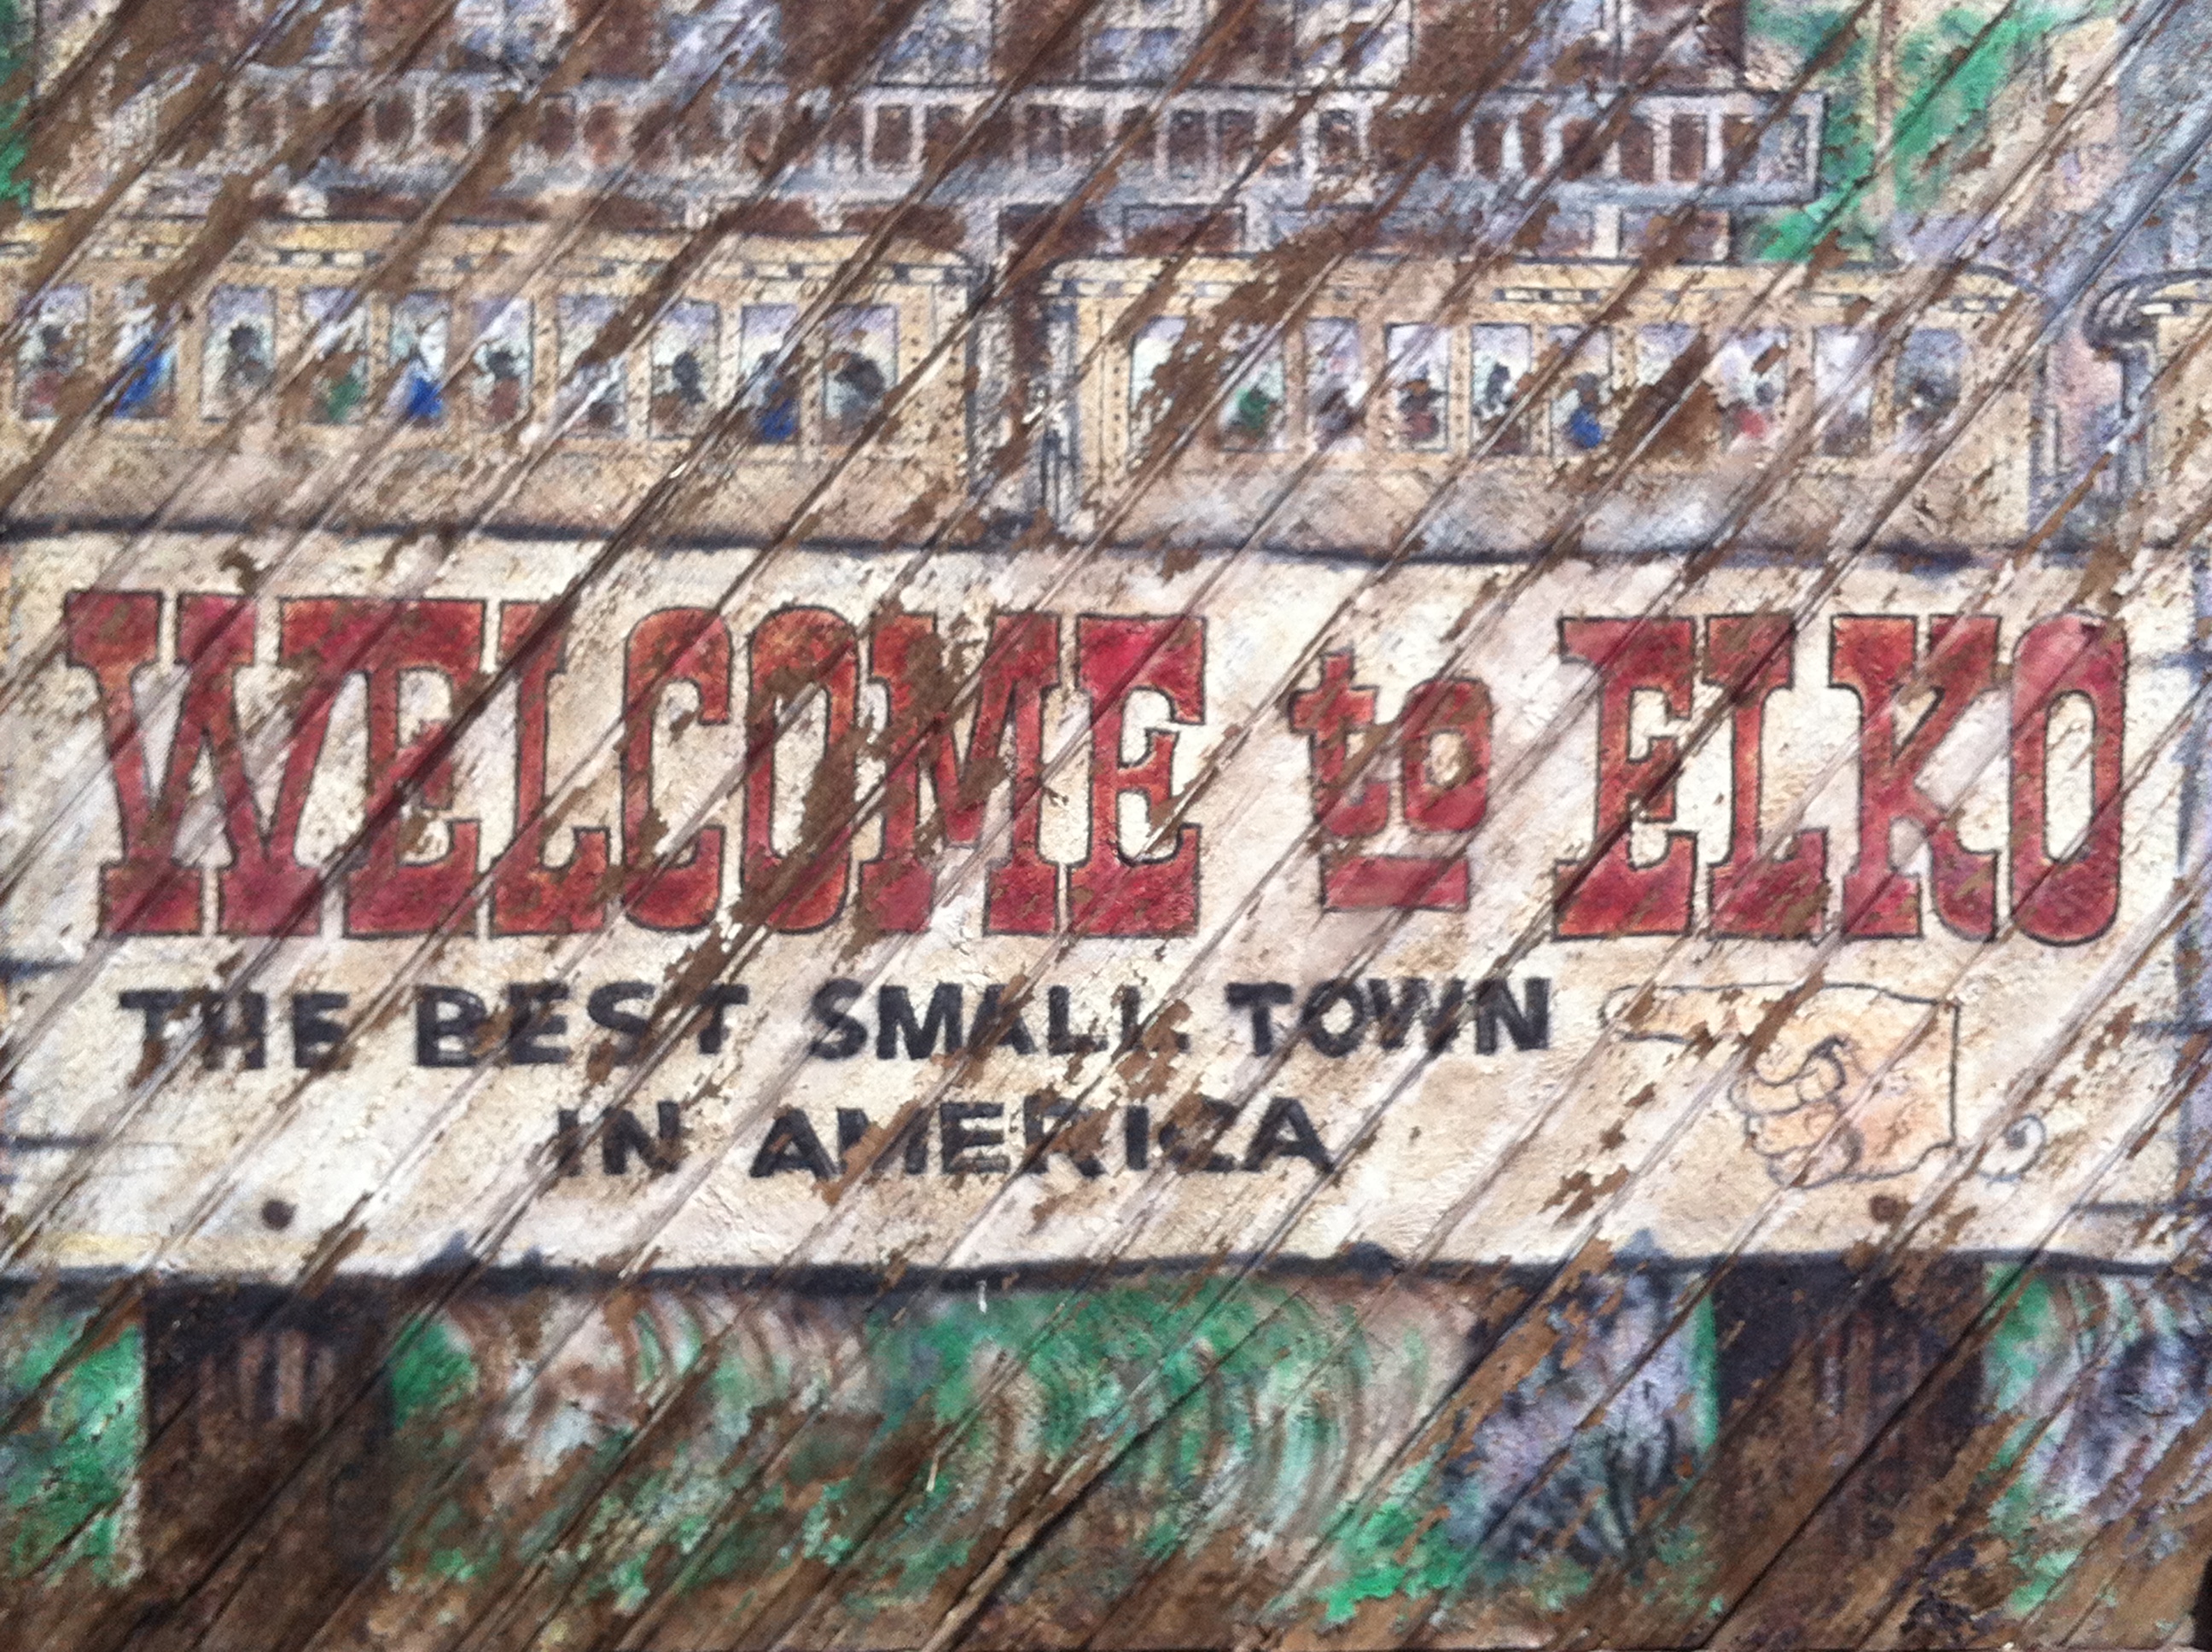 WELCOME to ELKO
THE BEST SMALL TOWN
IN AMERICA